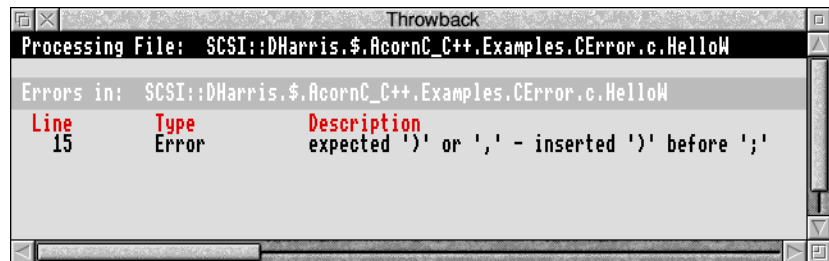 Throwback
Processing File: SCSI::DHarris.$.AcornC_C++.Examples.CError.c.HelloW
Errors in: SCSI::DHarris.$.AcornC_C++.Examples.CError.c.HelloW
Line Type Description
15 Error expected ')' or ',' - inserted ')' before ';'